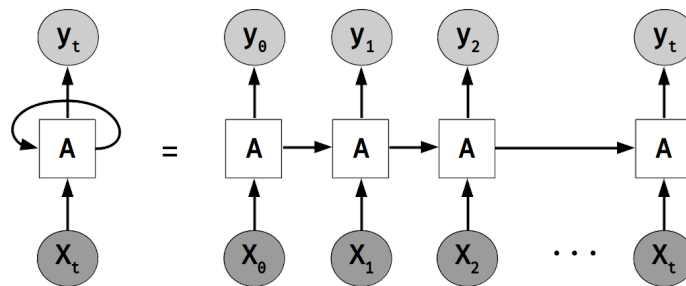 yₜ y₀ y₁ y₂ yₜ
A = A A A A
Xₜ X₀ X₁ X₂ ... Xₜ